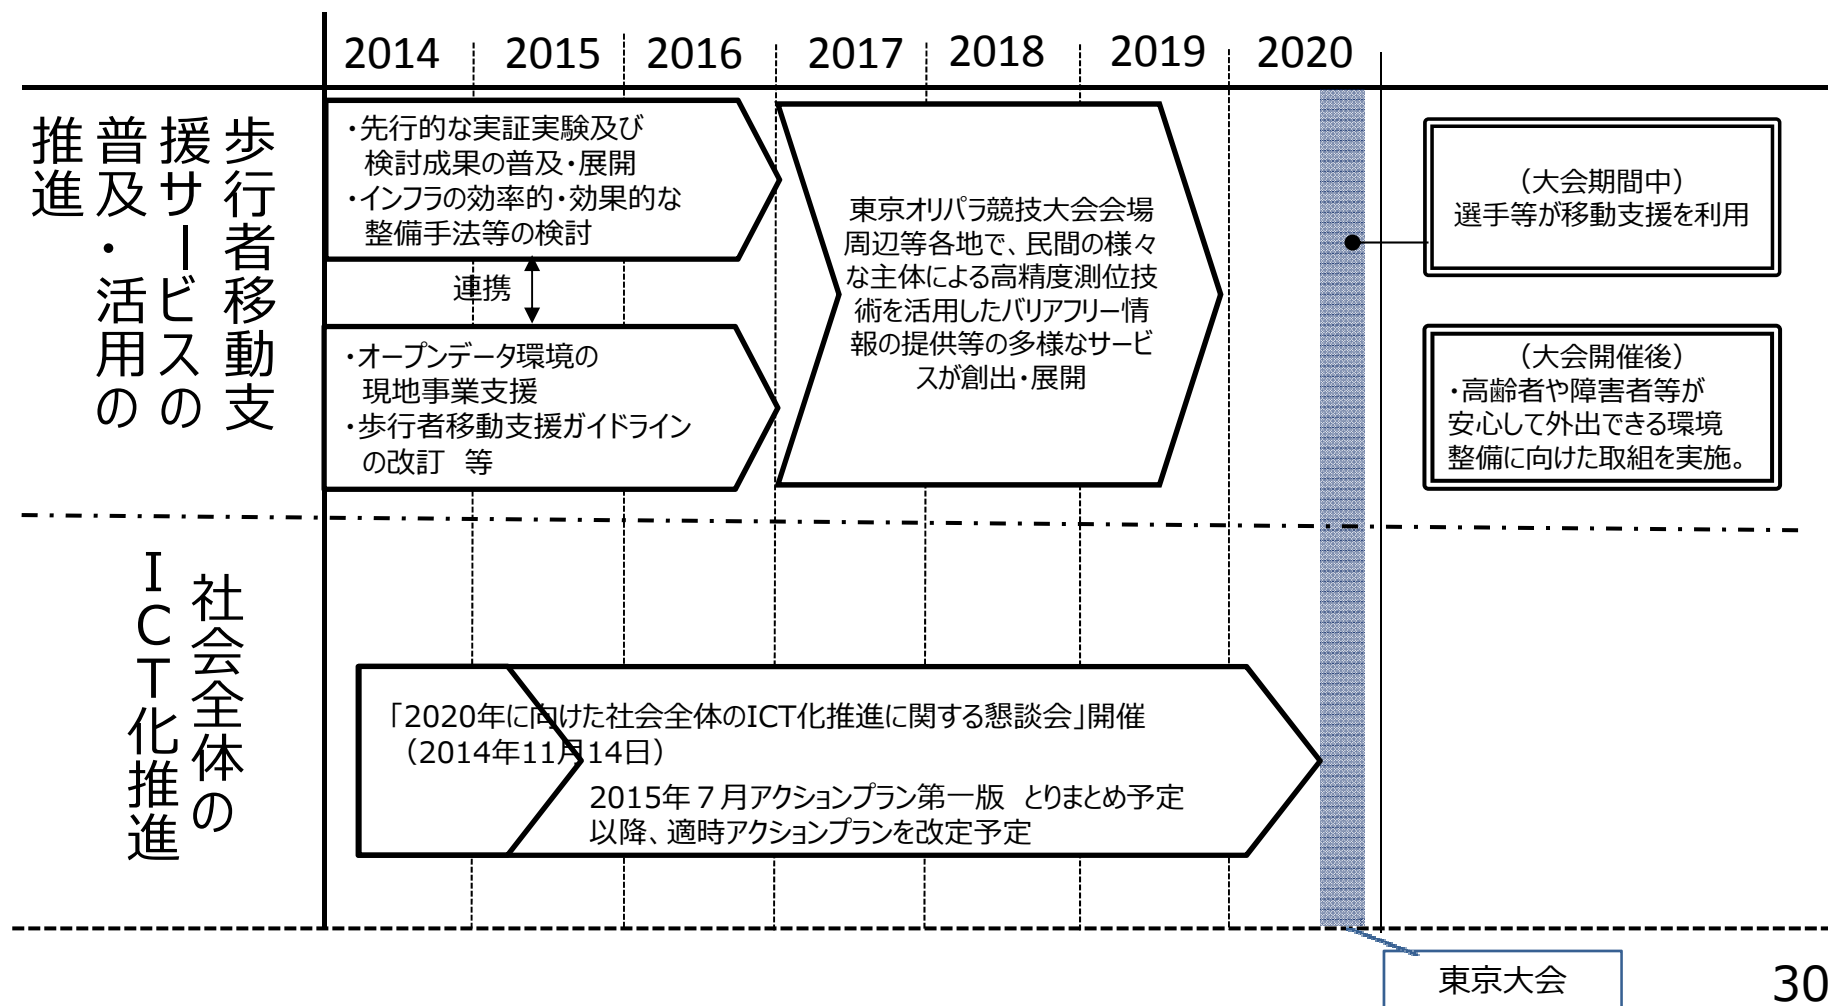 2014 2015 2016 2017 2018 2019 2020
歩行者移動支
援サービスの
普及・活用の
推進
・先行的な実証実験及び
検討成果の普及・展開
・インフラの効率的・効果的な
整備手法等の検討
連携
・オープンデータ環境の
現地事業支援
・歩行者移動支援ガイドライン
の改訂　等
東京オリパラ競技大会会場
周辺等各地で、民間の様々
な主体による高精度測位技
術を活用したバリアフリー情
報の提供等の多様なサービ
スが創出・展開
（大会期間中）
選手等が移動支援を利用
（大会開催後）
・高齢者や障害者等が
安心して外出できる環境
整備に向けた取組を実施。
社会全体の
ＩＣＴ化推進
「2020年に向けた社会全体のICT化推進に関する懇談会」開催
（2014年11月14日）
2015年７月アクションプラン第一版　とりまとめ予定
以降、適時アクションプランを改定予定
東京大会
30